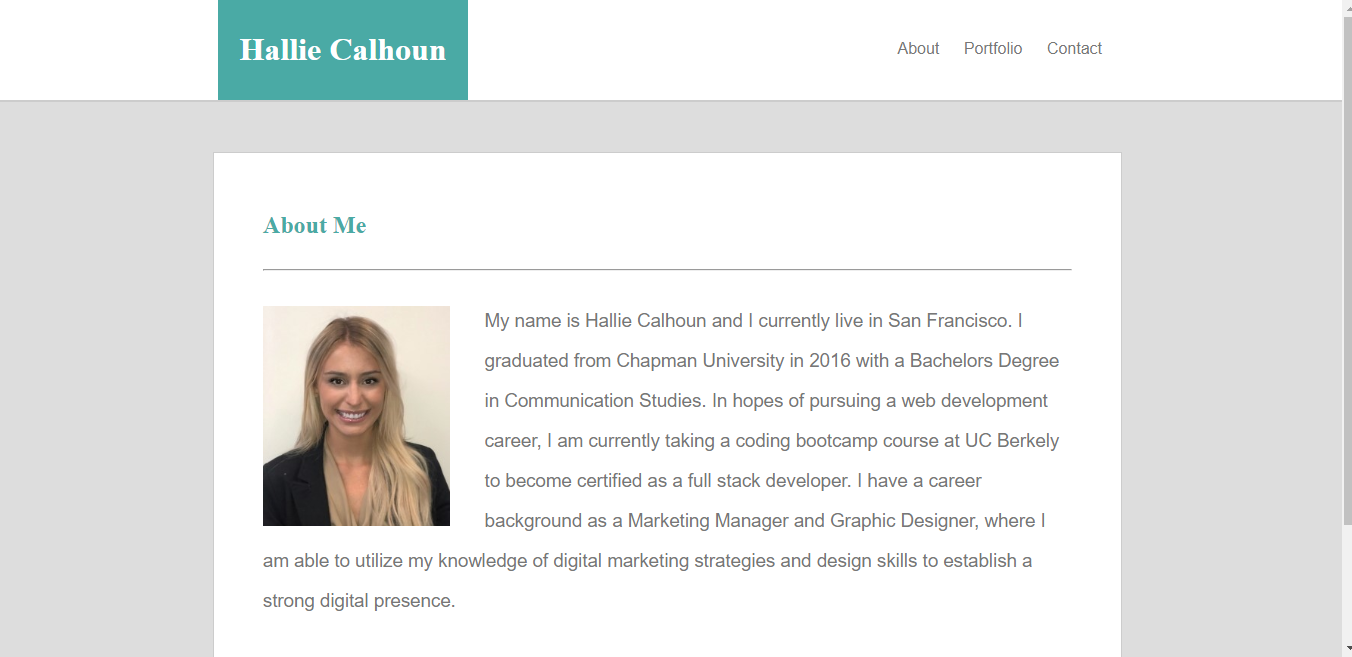 Hallie Calhoun
About Portfolio Contact
About Me
My name is Hallie Calhoun and I currently live in San Francisco. I
graduated from Chapman University in 2016 with a Bachelors Degree
in Communication Studies. In hopes of pursuing a web development
career, I am currently taking a coding bootcamp course at UC Berkely
to become certified as a full stack developer. I have a career
background as a Marketing Manager and Graphic Designer, where I
am able to utilize my knowledge of digital marketing strategies and design skills to establish a
strong digital presence.